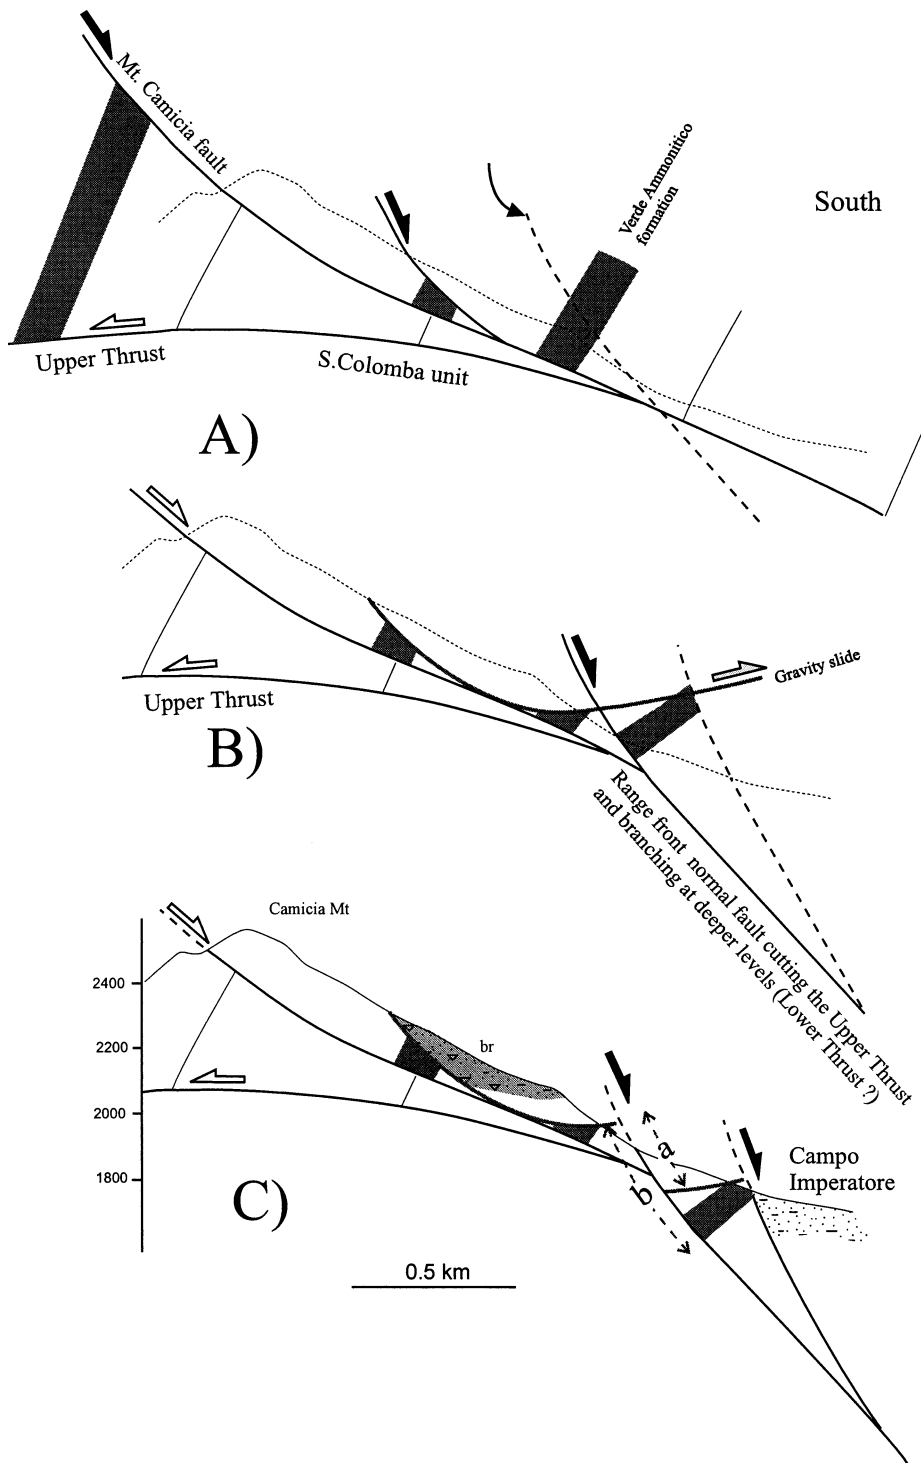 Mt. Camicia fault
Verde Ammonitico
formation
South
Upper Thrust
S.Colomba unit
A)
Gravity slide
Upper Thrust
B)
Range front normal fault cutting the Upper Thrust
and branching at deeper levels (Lower Thrust ?)
Camicia Mt
2400
br
2200
2000
a
Campo
Imperatore
1800
b
C)
0.5 km